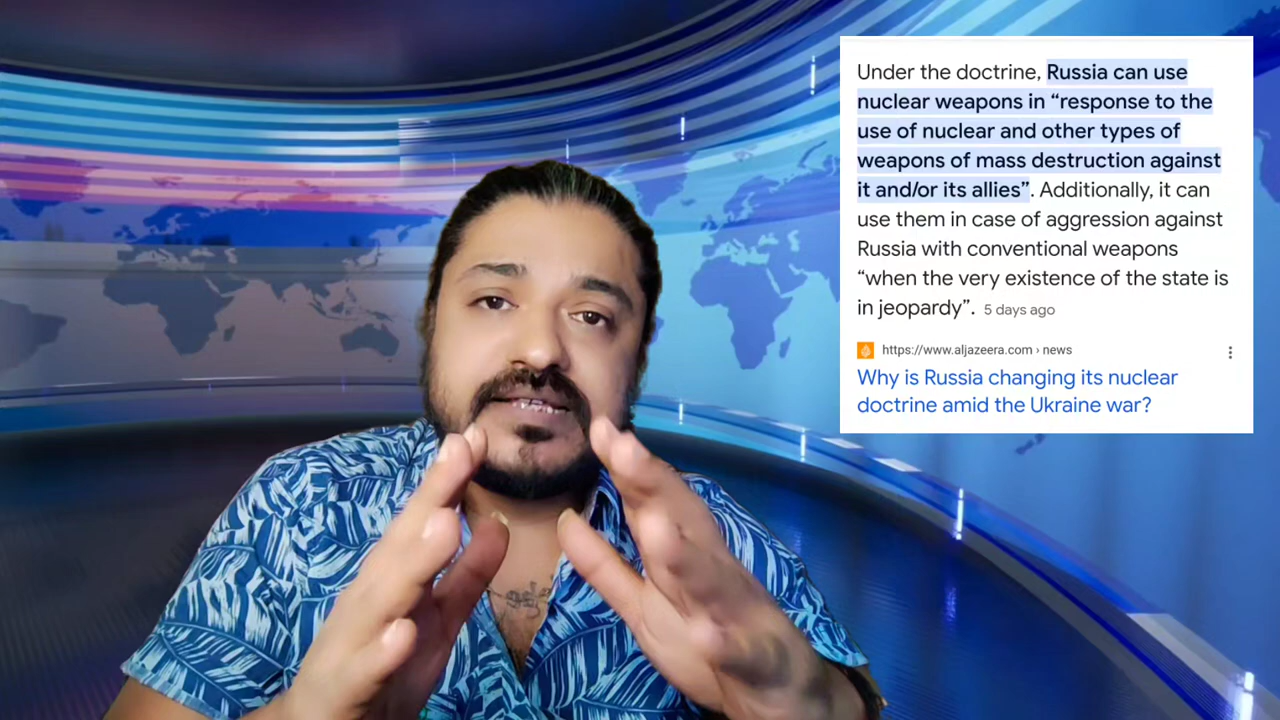 Under the doctrine, Russia can use
nuclear weapons in “response to the
use of nuclear and other types of
weapons of mass destruction against
it and/or its allies”. Additionally, it can
use them in case of aggression against
Russia with conventional weapons
“when the very existence of the state is
in jeopardy”. 5 days ago
https://www.aljazeera.com › news
Why is Russia changing its nuclear
doctrine amid the Ukraine war?